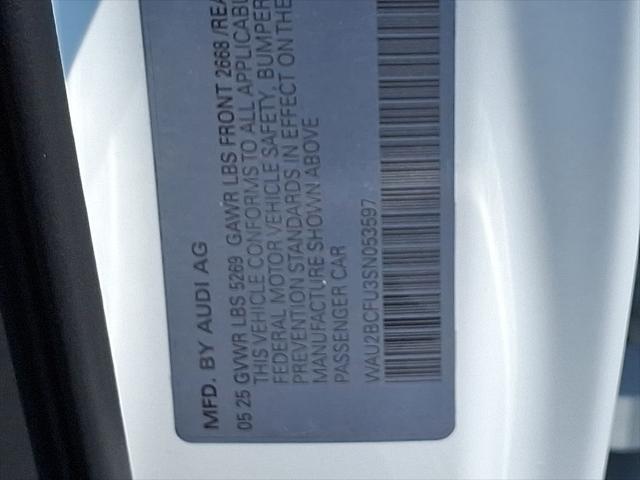 MFD. BY AUDI AG
05 25 GVWR LBS 5269 GAWR LBS FRONT 2668 /REA
THIS VEHICLE CONFORMS TO ALL APPLICABL
FEDERAL MOTOR VEHICLE SAFETY, BUMPER
PREVENTION STANDARDS IN EFFECT ON THE
MANUFACTURE SHOWN ABOVE
PASSENGER CAR
WAU2BCFU3SN053597